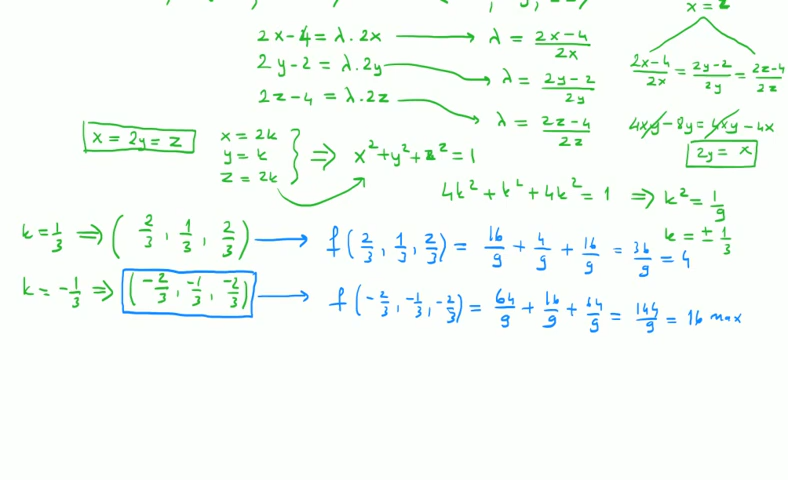 x = z
2x-4 = λ.2x → λ = (2x-4)/(2x)
2y-2 = λ.2y → λ = (2y-2)/(2y)
2z-4 = λ.2z → λ = (2z-4)/(2z)
(2x-4)/(2x) = (2y-2)/(2y) = (2z-4)/(2z)
4xy - 8y = 4xy - 4x
2y = x
x = 2y = z
x = 2k
y = k
z = 2k
⇒ x² + y² + z² = 1
4k² + k² + 4k² = 1 ⇒ k² = 1/9
k = ± 1/3
k = 1/3 ⇒ (2/3, 1/3, 2/3) → f(2/3, 1/3, 2/3) = 16/9 + 4/9 + 16/9 = 36/9 = 4
k = -1/3 ⇒ (-2/3, -1/3, -2/3) → f(-2/3, -1/3, -2/3) = 64/9 + 16/9 + 64/9 = 144/9 = 16 max